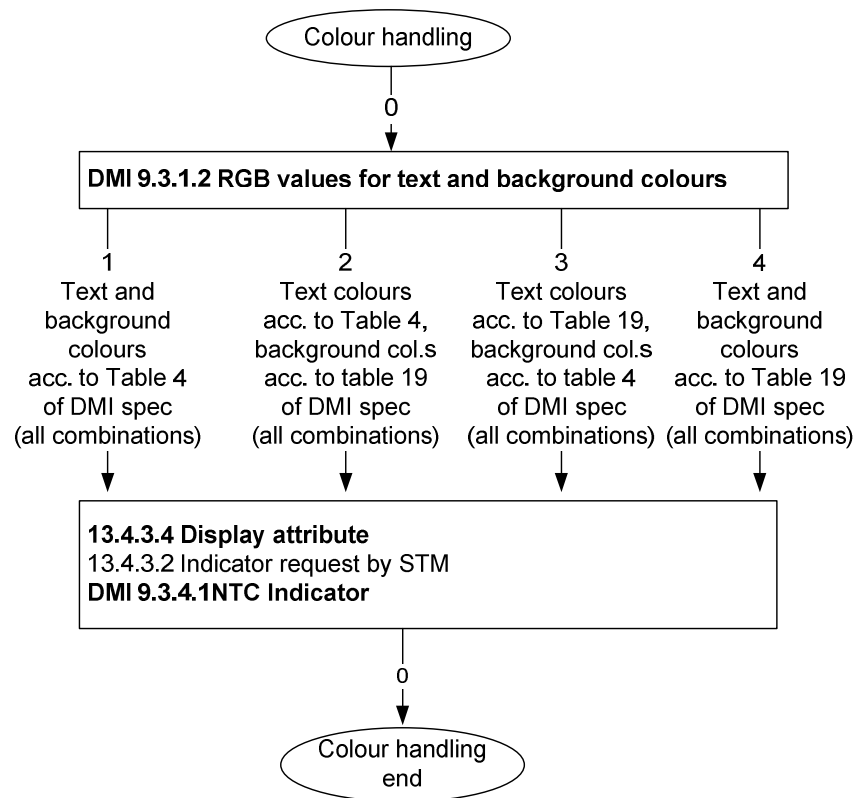 Colour handling
0
DMI 9.3.1.2 RGB values for text and background colours
1
Text and
background
colours
acc. to Table 4
of DMI spec
(all combinations)
2
Text colours
acc. to Table 4,
background col.s
acc. to table 19
of DMI spec
(all combinations)
3
Text colours
acc. to Table 19,
background col.s
acc. to table 4
of DMI spec
(all combinations)
4
Text and
background
colours
acc. to Table 19
of DMI spec
(all combinations)
13.4.3.4 Display attribute
13.4.3.2 Indicator request by STM
DMI 9.3.4.1NTC Indicator
0
Colour handling
end